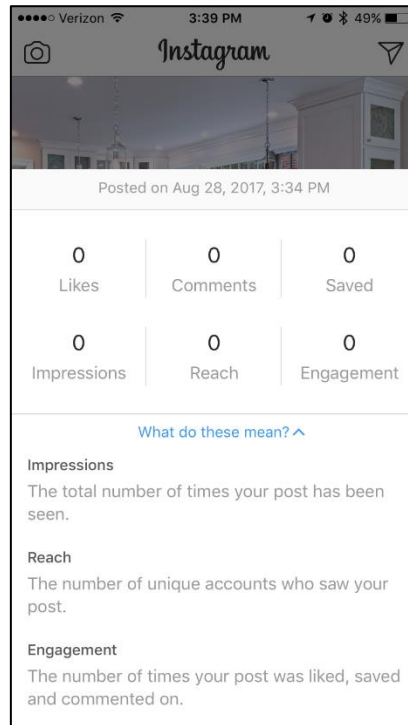 Verizon 3:39 PM 49%
Instagram
Posted on Aug 28, 2017, 3:34 PM
0 0 0
Likes Comments Saved
0 0 0
Impressions Reach Engagement
What do these mean?
Impressions
The total number of times your post has been
seen.
Reach
The number of unique accounts who saw your
post.
Engagement
The number of times your post was liked, saved
and commented on.